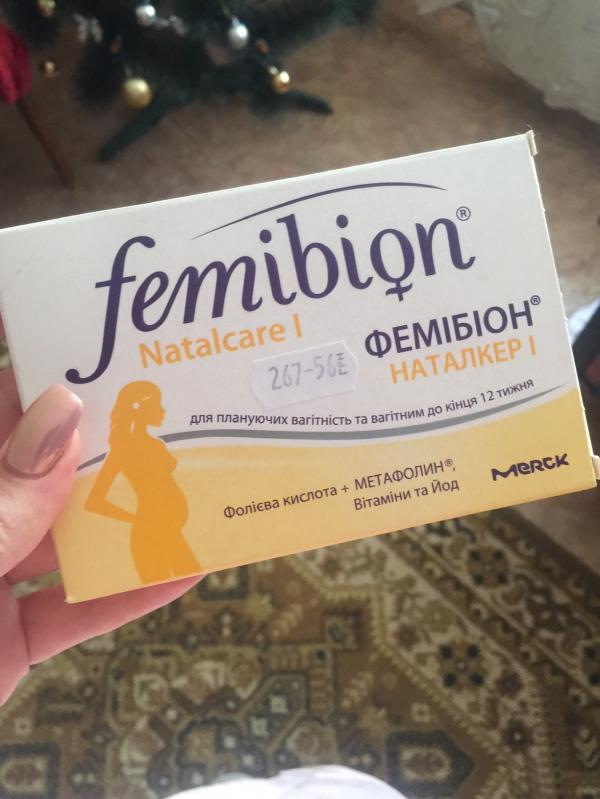 femibion®
Natalcare I
267-56
ФЕМІБІОН®
НАТАЛКЕР I
для плануючих вагітність та вагітним до кінця 12 тижня
Фолієва кислота + МЕТАФОЛИН®,
Вітаміни та Йод
MERCK